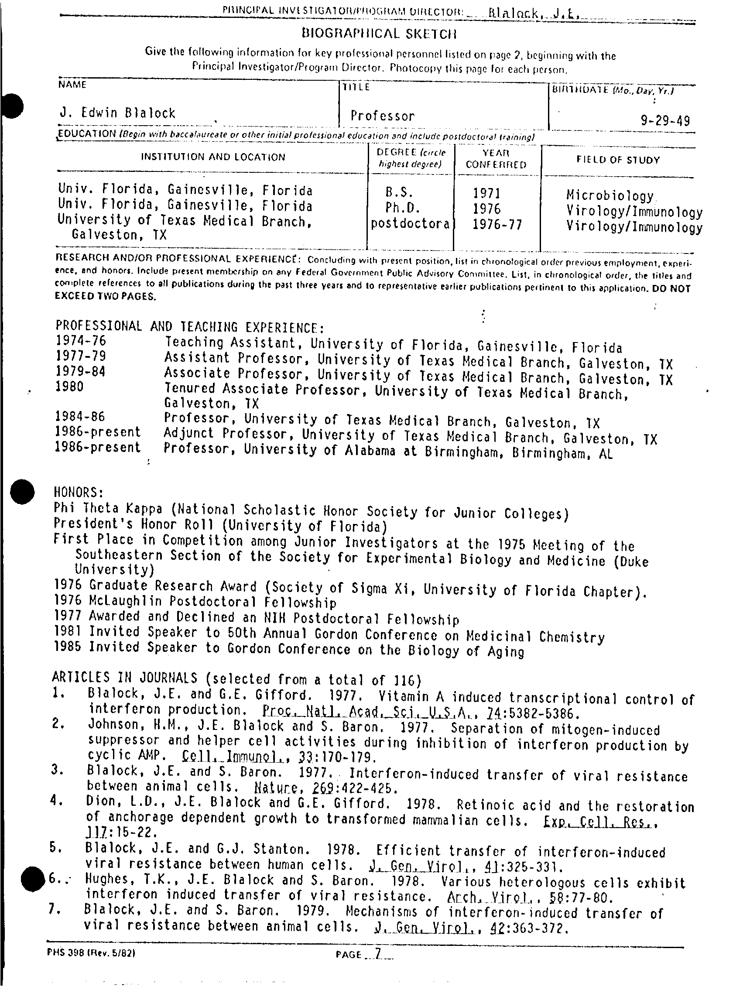 PRINCIPAL INVESTIGATOR/PROGRAM DIRECTOR: Blalock, J.E.
BIOGRAPHICAL SKETCH
Give the following information for key professional personnel listed on page 2, beginning with the
Principal Investigator/Program Director. Photocopy this page for each person.
NAME TITLE BIRTHDATE (Mo., Day, Yr.)
J. Edwin Blalock Professor 9-29-49
EDUCATION (Begin with baccalaureate or other initial professional education and include postdoctoral training)
INSTITUTION AND LOCATION DEGREE (circle highest degree) YEAR CONFERRED FIELD OF STUDY
Univ. Florida, Gainesville, Florida B.S. 1971 Microbiology
Univ. Florida, Gainesville, Florida Ph.D. 1976 Virology/Immunology
University of Texas Medical Branch, postdoctoral 1976-77 Virology/Immunology
Galveston, TX
RESEARCH AND/OR PROFESSIONAL EXPERIENCE: Concluding with present position, list in chronological order previous employment, experi-
ence, and honors. Include present membership on any Federal Government Public Advisory Committee. List, in chronological order, the titles and
complete references to all publications during the past three years and to representative earlier publications pertinent to this application. DO NOT
EXCEED TWO PAGES.
PROFESSIONAL AND TEACHING EXPERIENCE:
1974-76 Teaching Assistant, University of Florida, Gainesville, Florida
1977-79 Assistant Professor, University of Texas Medical Branch, Galveston, TX
1979-84 Associate Professor, University of Texas Medical Branch, Galveston, TX
1980 Tenured Associate Professor, University of Texas Medical Branch,
Galveston, TX
1984-86 Professor, University of Texas Medical Branch, Galveston, TX
1986-present Adjunct Professor, University of Texas Medical Branch, Galveston, TX
1986-present Professor, University of Alabama at Birmingham, Birmingham, AL
HONORS:
Phi Theta Kappa (National Scholastic Honor Society for Junior Colleges)
President's Honor Roll (University of Florida)
First Place in Competition among Junior Investigators at the 1975 Meeting of the
Southeastern Section of the Society for Experimental Biology and Medicine (Duke
University)
1976 Graduate Research Award (Society of Sigma Xi, University of Florida Chapter).
1976 McLaughlin Postdoctoral Fellowship
1977 Awarded and Declined an NIH Postdoctoral Fellowship
1981 Invited Speaker to 50th Annual Gordon Conference on Medicinal Chemistry
1985 Invited Speaker to Gordon Conference on the Biology of Aging
ARTICLES IN JOURNALS (selected from a total of 116)
1. Blalock, J.E. and G.E. Gifford. 1977. Vitamin A induced transcriptional control of
interferon production. Proc. Natl. Acad. Sci. U.S.A., 74:5382-5386.
2. Johnson, H.M., J.E. Blalock and S. Baron. 1977. Separation of mitogen-induced
suppressor and helper cell activities during inhibition of interferon production by
cyclic AMP. Cell. Immunol., 33:170-179.
3. Blalock, J.E. and S. Baron. 1977. Interferon-induced transfer of viral resistance
between animal cells. Nature, 269:422-425.
4. Dion, L.D., J.E. Blalock and G.E. Gifford. 1978. Retinoic acid and the restoration
of anchorage dependent growth to transformed mammalian cells. Exp. Cell. Res.,
117:15-22.
5. Blalock, J.E. and G.J. Stanton. 1978. Efficient transfer of interferon-induced
viral resistance between human cells. J. Gen. Virol., 41:325-331.
6. Hughes, T.K., J.E. Blalock and S. Baron. 1978. Various heterologous cells exhibit
interferon induced transfer of viral resistance. Arch. Virol., 58:77-80.
7. Blalock, J.E. and S. Baron. 1979. Mechanisms of interferon-induced transfer of
viral resistance between animal cells. J. Gen. Virol., 42:363-372.
PHS 398 (Rev. 5/82) PAGE 7